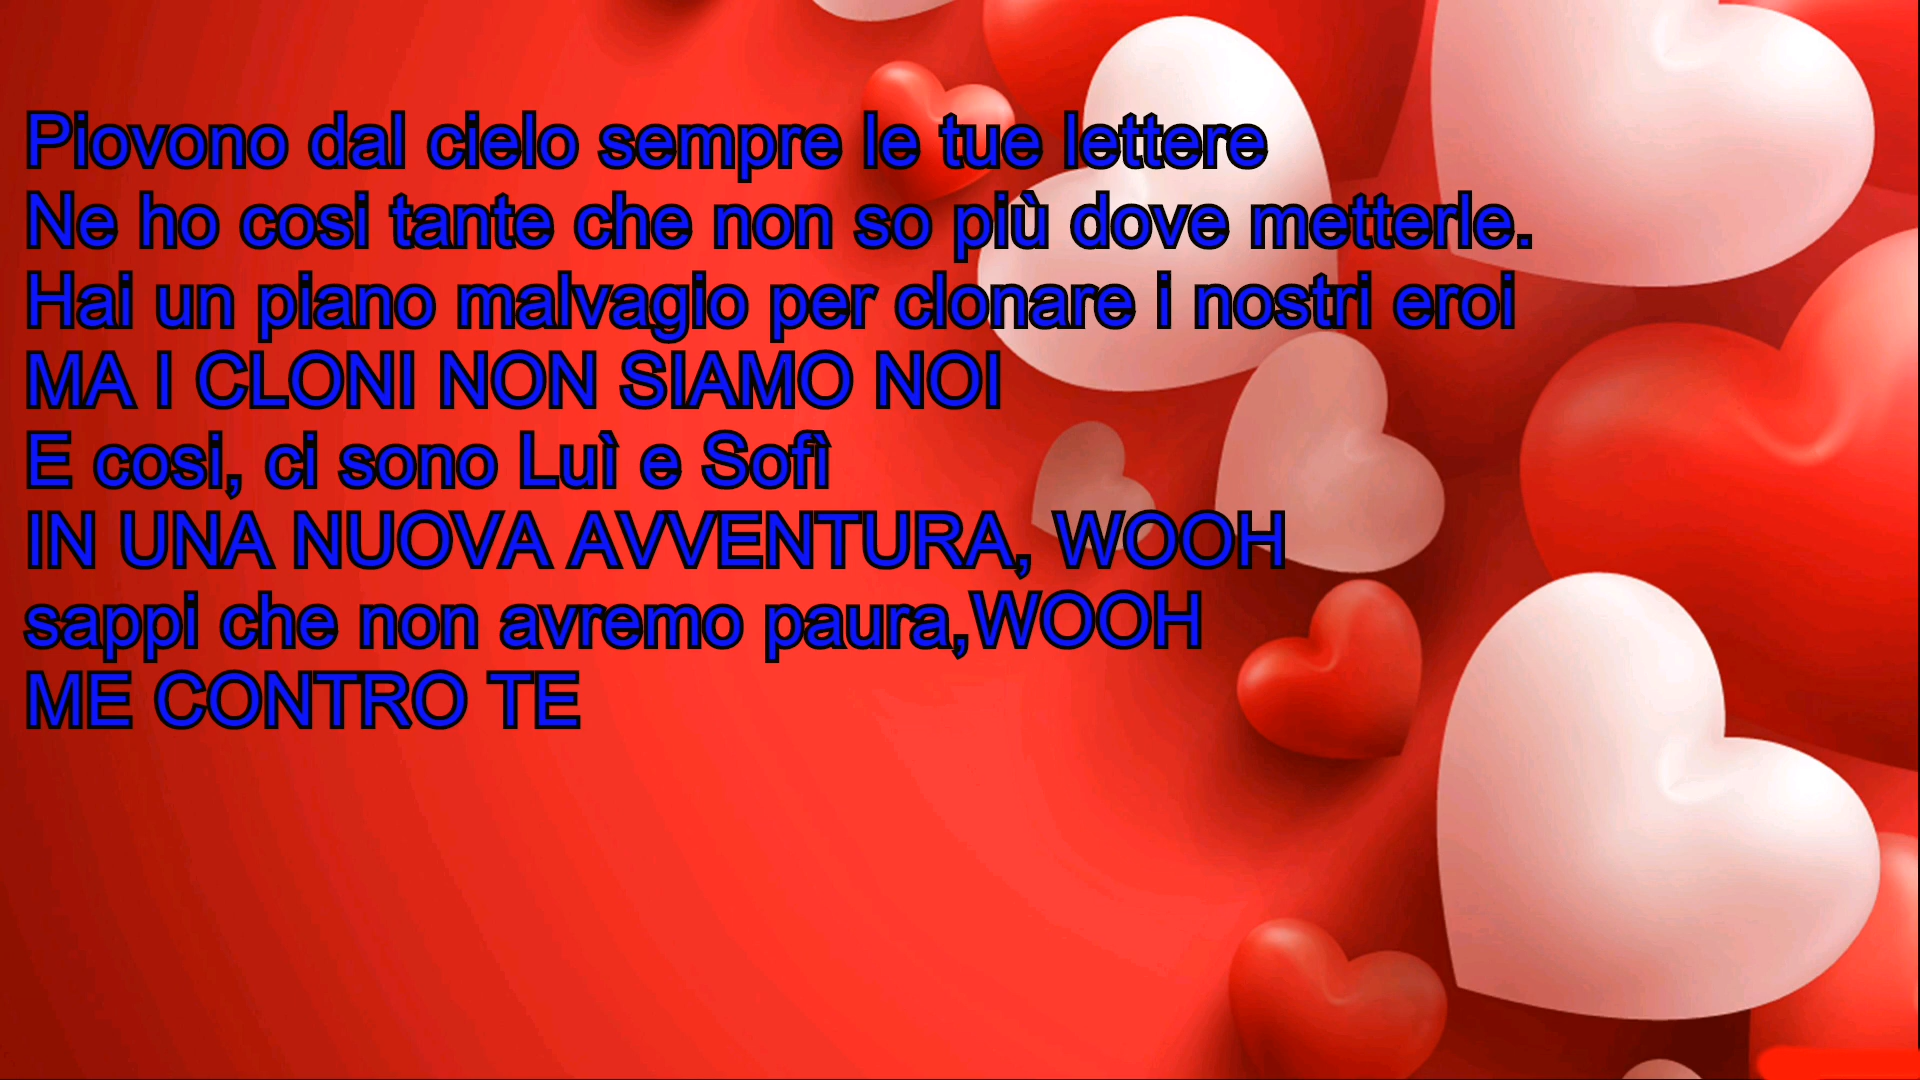 Piovono dal cielo sempre le tue lettere
Ne ho cosi tante che non so più dove metterle.
Hai un piano malvagio per clonare i nostri eroi
MA I CLONI NON SIAMO NOI
E cosi, ci sono Luì e Sofì
IN UNA NUOVA AVVENTURA, WOOH
sappi che non avremo paura,WOOH
ME CONTRO TE